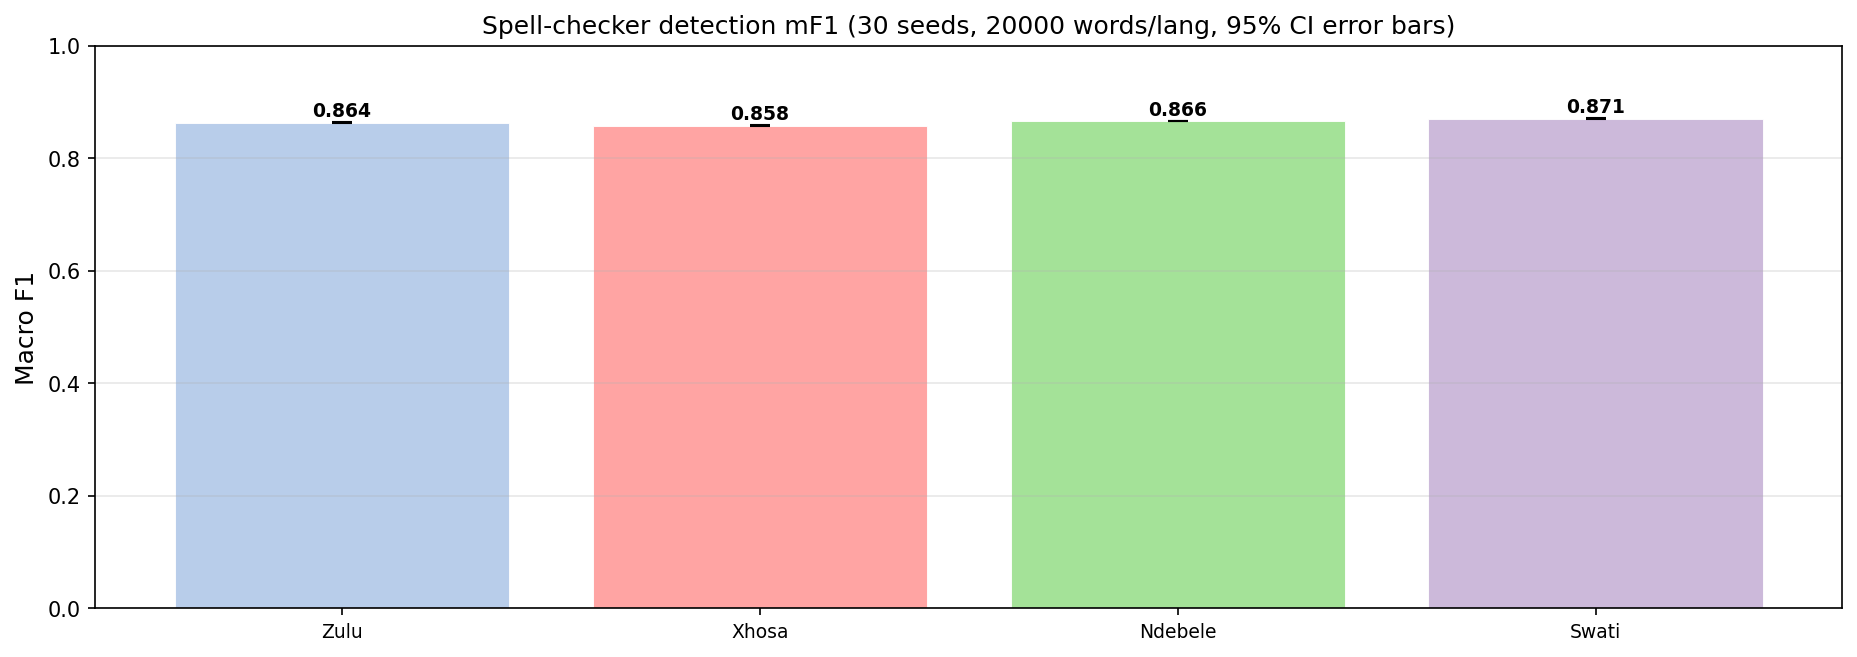 Spell-checker detection mF1 (30 seeds, 20000 words/lang, 95% CI error bars)
Macro F1
1.0
0.8
0.6
0.4
0.2
0.0
0.864
0.858
0.866
0.871
Zulu
Xhosa
Ndebele
Swati